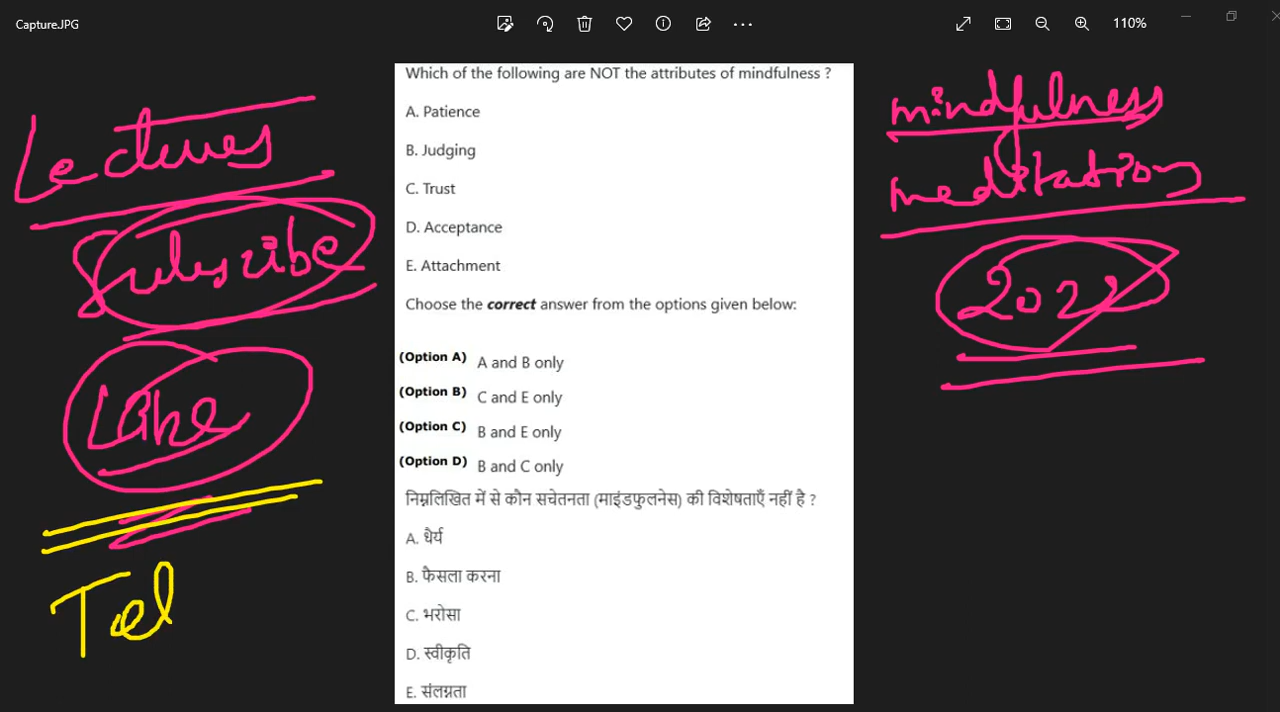 Capture.JPG
110%
Lectures
Subscribe
Like
Tel
Which of the following are NOT the attributes of mindfulness ?
A. Patience
B. Judging
C. Trust
D. Acceptance
E. Attachment
Choose the correct answer from the options given below:
(Option A) A and B only
(Option B) C and E only
(Option C) B and E only
(Option D) B and C only
निम्नलिखित में से कौन सचेतनता (माइंडफुलनेस) की विशेषताएँ नहीं है ?
A. धैर्य
B. फैसला करना
C. भरोसा
D. स्वीकृति
E. संलग्नता
mindfulness
meditation
2022